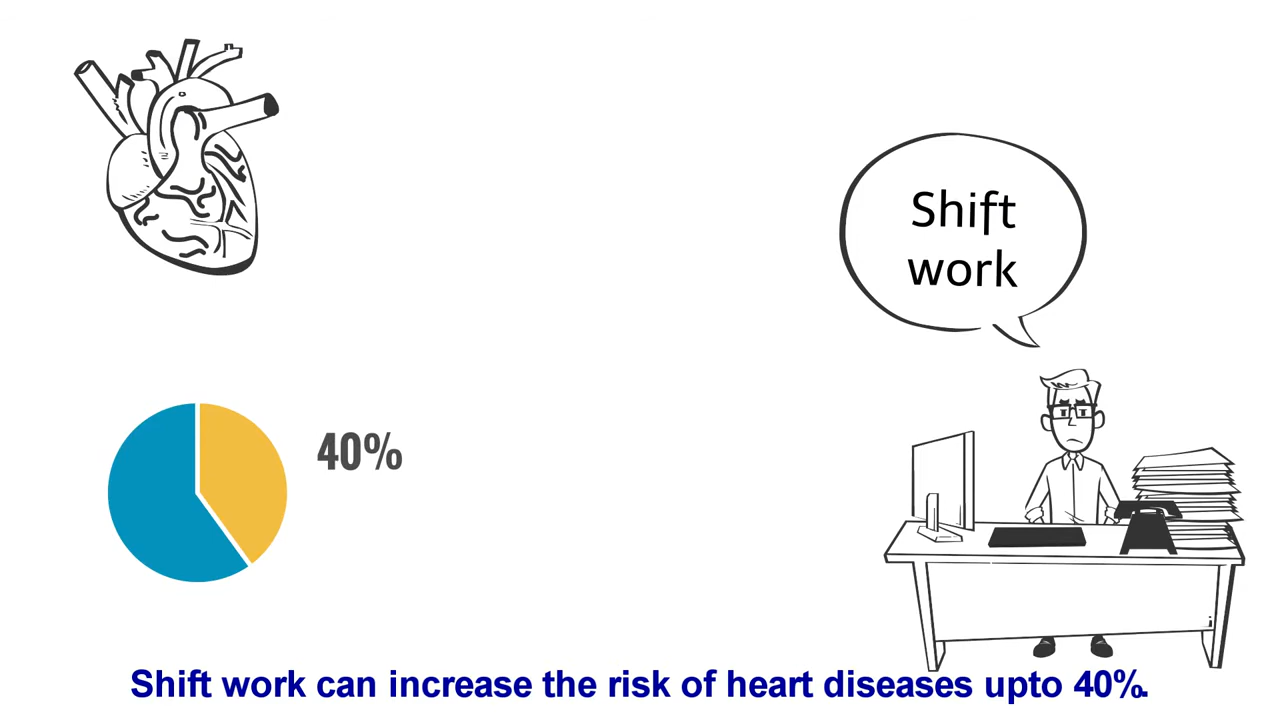 Shift
work
40%
Shift work can increase the risk of heart diseases upto 40%.